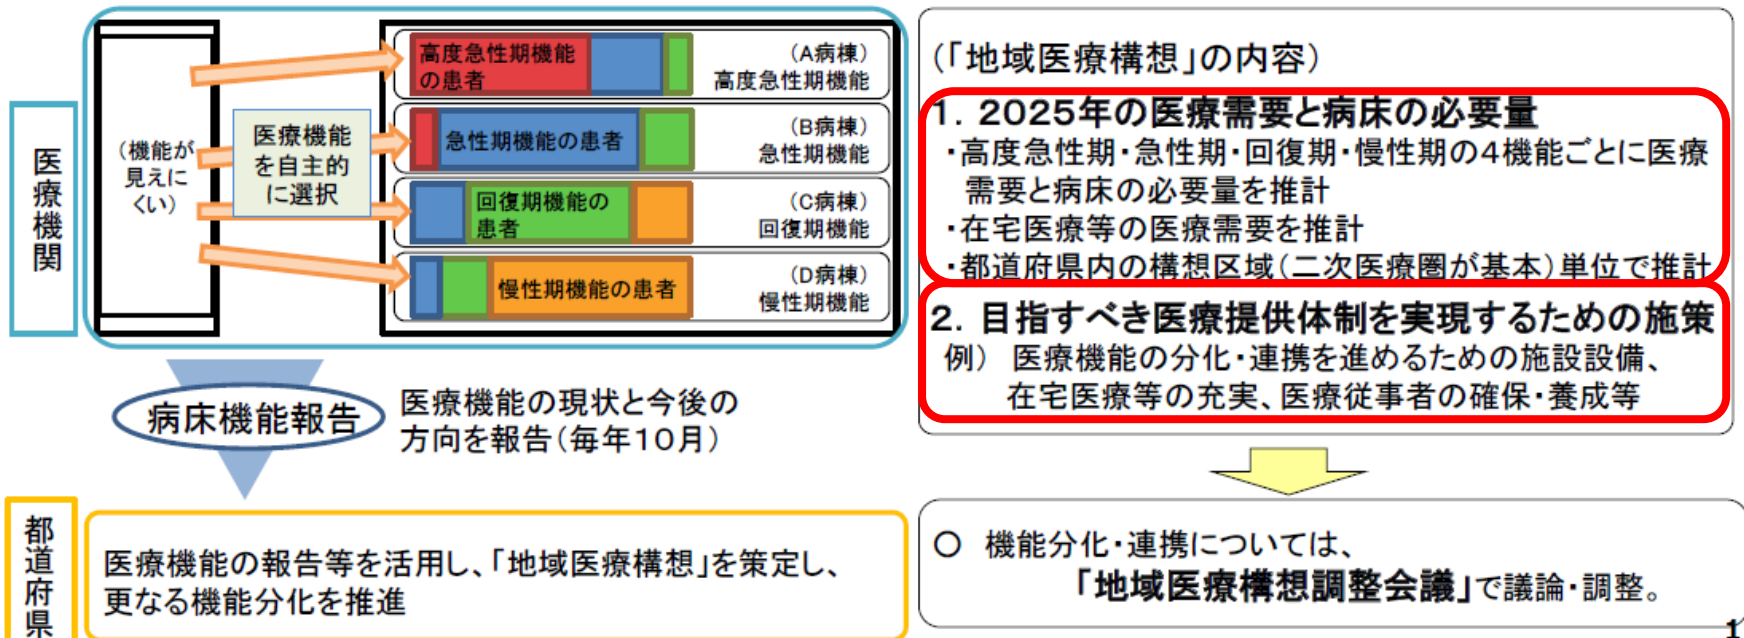 医療機関
(機能が
見えに
くい)
医療機能
を自主的
に選択
高度急性期機能
の患者
(A病棟)
高度急性期機能
急性期機能の患者
(B病棟)
急性期機能
回復期機能の
患者
(C病棟)
回復期機能
慢性期機能の患者
(D病棟)
慢性期機能
病床機能報告
医療機能の現状と今後の
方向を報告(毎年10月)
都道府県
医療機能の報告等を活用し、「地域医療構想」を策定し、
更なる機能分化を推進
(「地域医療構想」の内容)
1. 2025年の医療需要と病床の必要量
・高度急性期・急性期・回復期・慢性期の4機能ごとに医療
需要と病床の必要量を推計
・在宅医療等の医療需要を推計
・都道府県内の構想区域(二次医療圏が基本)単位で推計
2. 目指すべき医療提供体制を実現するための施策
例) 医療機能の分化・連携を進めるための施設設備、
在宅医療等の充実、医療従事者の確保・養成等
○ 機能分化・連携については、
「地域医療構想調整会議」で議論・調整。
1